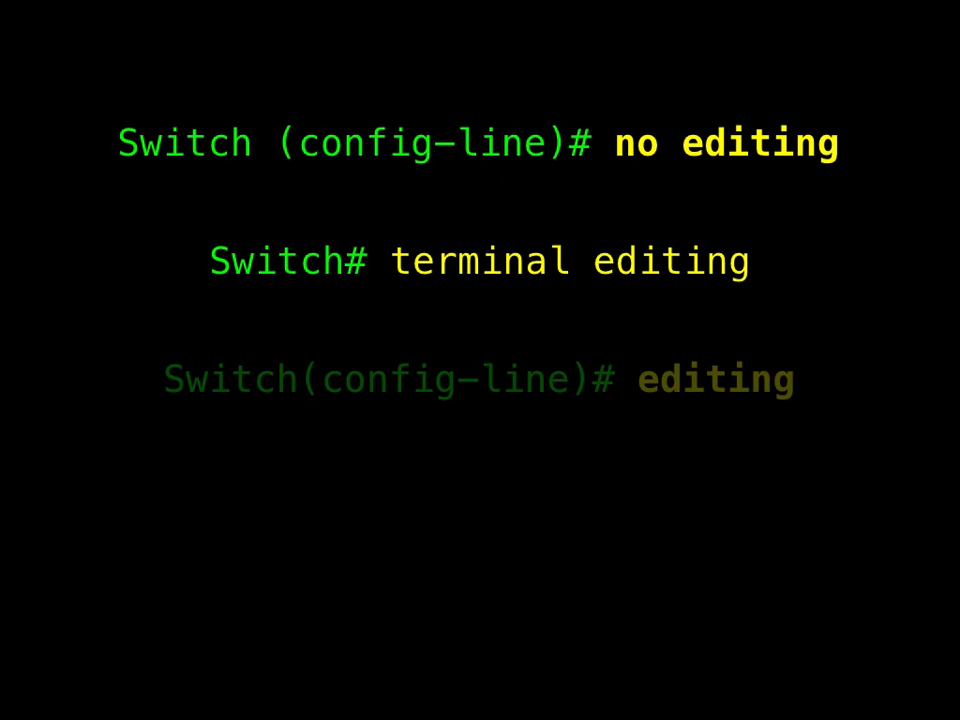 Switch (config-line)# no editing
Switch# terminal editing
Switch(config-line)# editing